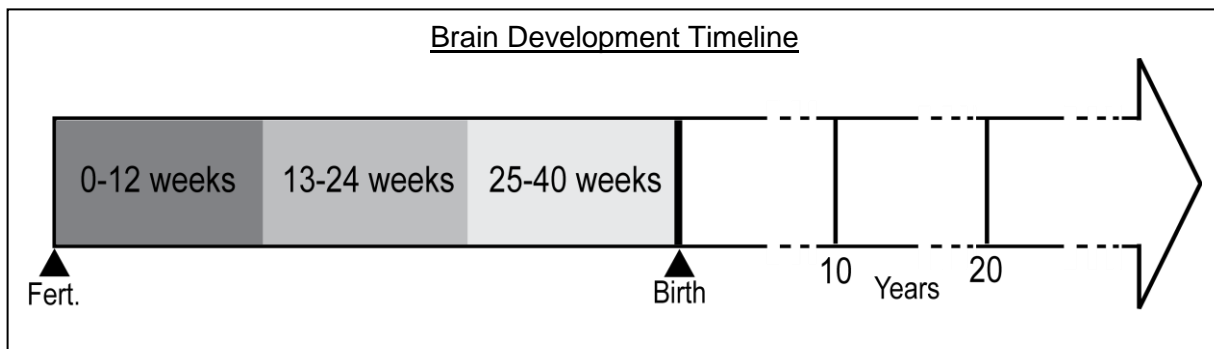 Brain Development Timeline
0-12 weeks 13-24 weeks 25-40 weeks
10 Years 20
Fert. Birth